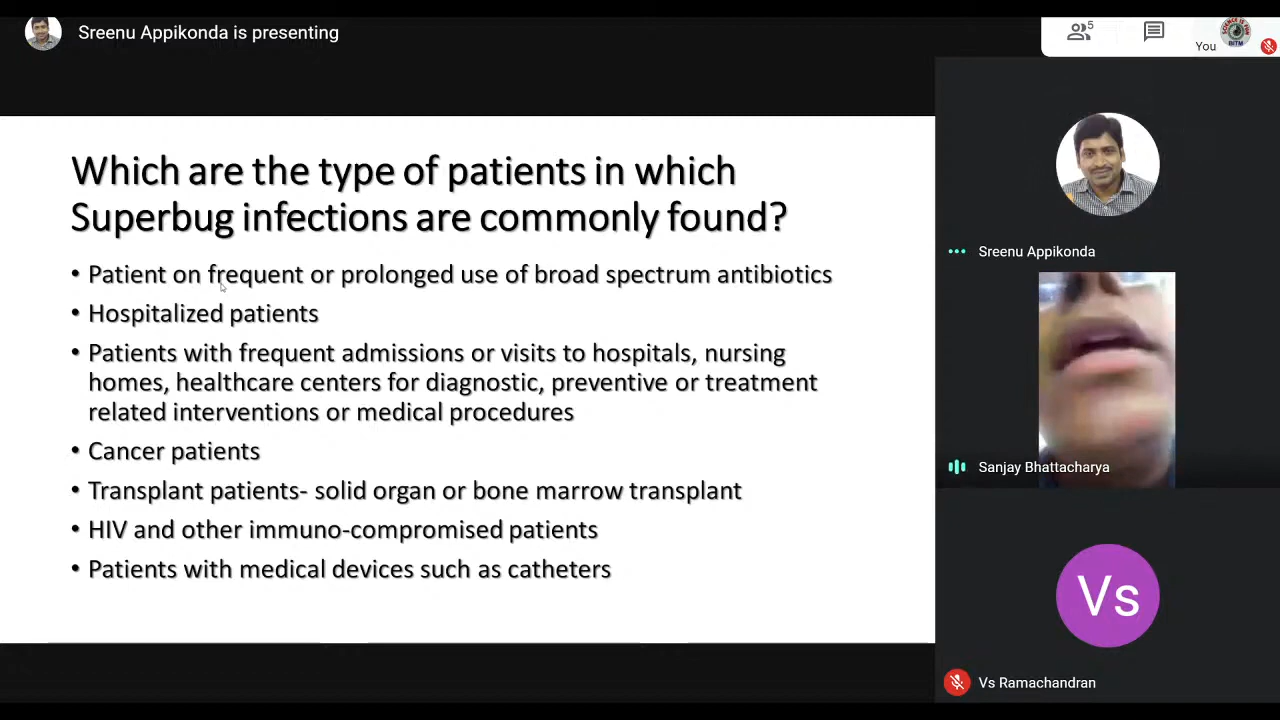 Sreenu Appikonda is presenting
5
You
Which are the type of patients in which
Superbug infections are commonly found?
• Patient on frequent or prolonged use of broad spectrum antibiotics
• Hospitalized patients
• Patients with frequent admissions or visits to hospitals, nursing
homes, healthcare centers for diagnostic, preventive or treatment
related interventions or medical procedures
• Cancer patients
• Transplant patients- solid organ or bone marrow transplant
• HIV and other immuno-compromised patients
• Patients with medical devices such as catheters
Sreenu Appikonda
Sanjay Bhattacharya
Vs
Vs Ramachandran